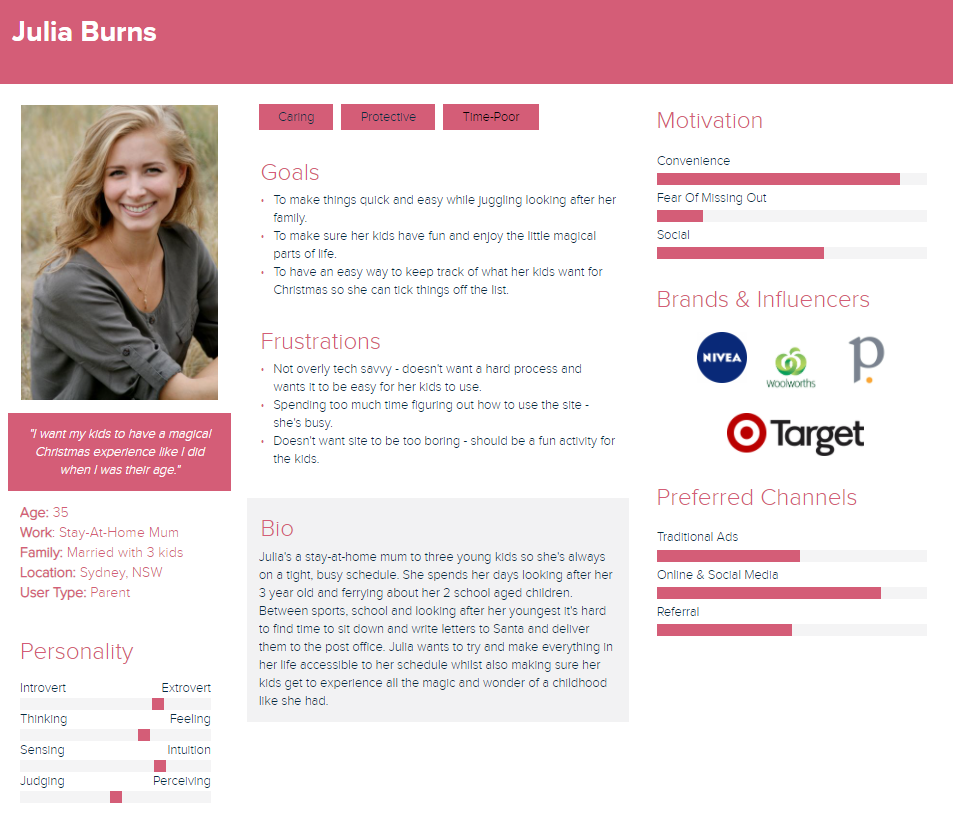 Julia Burns
"I want my kids to have a magical
Christmas experience like I did
when I was their age."
Age: 35
Work: Stay-At-Home Mum
Family: Married with 3 kids
Location: Sydney, NSW
User Type: Parent
Personality
Introvert Extrovert
Thinking Feeling
Sensing Intuition
Judging Perceiving
Caring Protective Time-Poor
Goals
To make things quick and easy while juggling looking after her
family.
To make sure her kids have fun and enjoy the little magical
parts of life.
To have an easy way to keep track of what her kids want for
Christmas so she can tick things off the list.
Frustrations
Not overly tech savvy - doesn't want a hard process and
wants it to be easy for her kids to use.
Spending too much time figuring out how to use the site -
she's busy.
Doesn't want site to be too boring - should be a fun activity for
the kids.
Bio
Julia's a stay-at-home mum to three young kids so she's always
on a tight, busy schedule. She spends her days looking after her
3 year old and ferrying about her 2 school aged children.
Between sports, school and looking after her youngest it's hard
to find time to sit down and write letters to Santa and deliver
them to the post office. Julia wants to try and make everything in
her life accessible to her schedule whilst also making sure her
kids get to experience all the magic and wonder of a childhood
like she had.
Motivation
Convenience
Fear Of Missing Out
Social
Brands & Influencers
NIVEA
woolworths
p.
Target
Preferred Channels
Traditional Ads
Online & Social Media
Referral